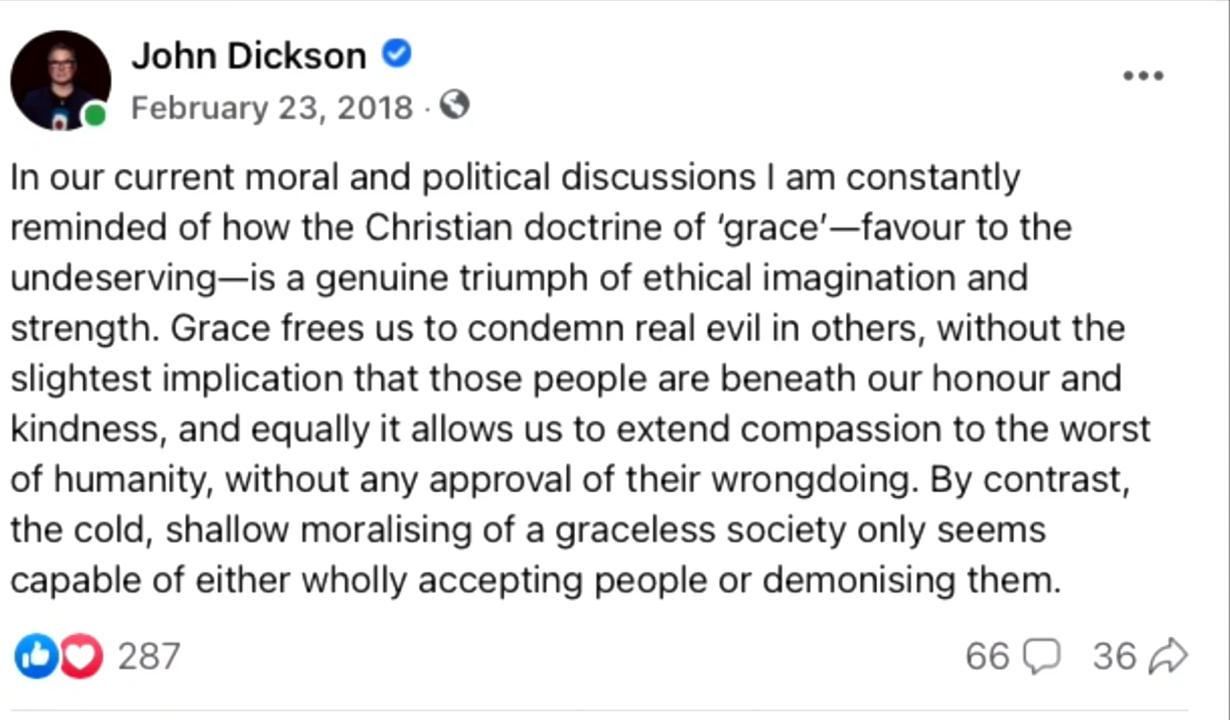 John Dickson
February 23, 2018 ·
In our current moral and political discussions I am constantly
reminded of how the Christian doctrine of ‘grace’—favour to the
undeserving—is a genuine triumph of ethical imagination and
strength. Grace frees us to condemn real evil in others, without the
slightest implication that those people are beneath our honour and
kindness, and equally it allows us to extend compassion to the worst
of humanity, without any approval of their wrongdoing. By contrast,
the cold, shallow moralising of a graceless society only seems
capable of either wholly accepting people or demonising them.
287 66 36